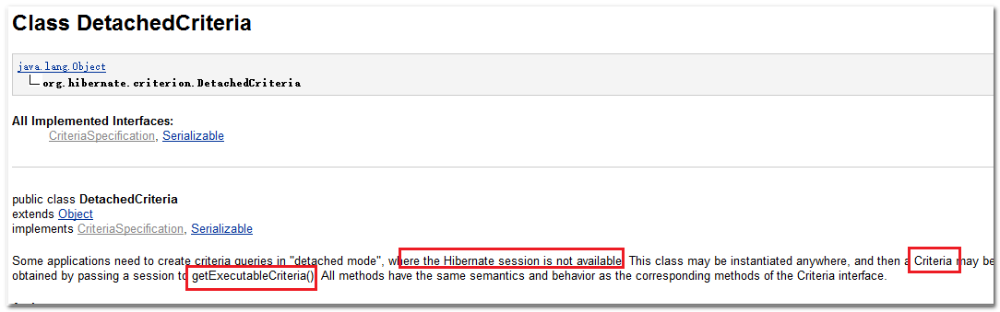 Class DetachedCriteria
java.lang.Object
org.hibernate.criterion.DetachedCriteria
All Implemented Interfaces:
CriteriaSpecification, Serializable
public class DetachedCriteria
extends Object
implements CriteriaSpecification, Serializable
Some applications need to create criteria queries in "detached mode", where the Hibernate session is not available. This class may be instantiated anywhere, and then a Criteria may be
obtained by passing a session to getExecutableCriteria(). All methods have the same semantics and behavior as the corresponding methods of the Criteria interface.